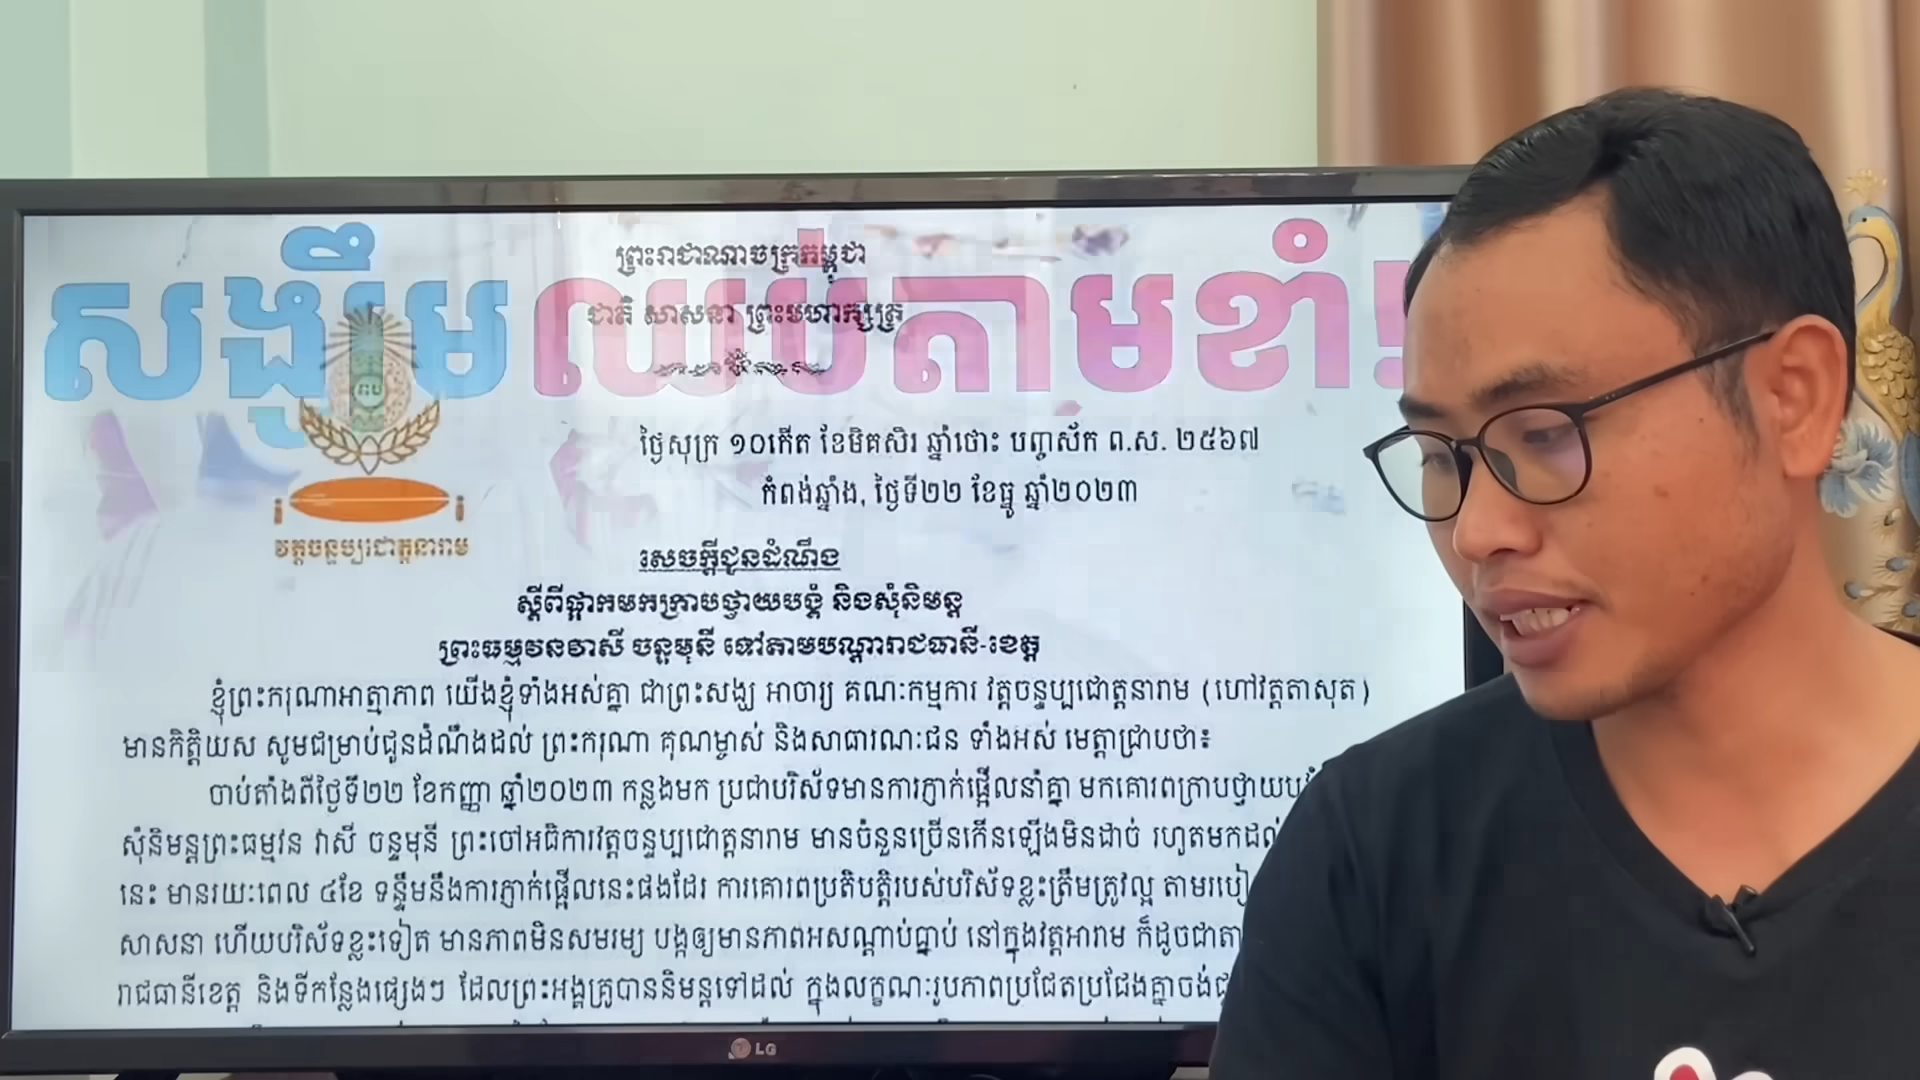 ព្រះរាជាណាចក្រកម្ពុជា
សង្ឃឹមឈប់តាមខាំ!
ជាតិ សាសនា ព្រះមហាក្សត្រ
ថ្ងៃសុក្រ ១០កើត ខែមិគសិរ ឆ្នាំថោះ បញ្ចស័ក ព.ស. ២៥៦៧
កំពង់ឆ្នាំង, ថ្ងៃទី២២ ខែធ្នូ ឆ្នាំ២០២៣
វត្តចន្ទប្បជោត្តនារាម
សេចក្តីជូនដំណឹង
ស្តីពីផ្អាកមកក្រាបថ្វាយបង្គំ និងសុំនិមន្ត
ព្រះធម្មវនវាសី ចន្ទមុនី ទៅតាមបណ្តារាជធានី-ខេត្ត
ខ្ញុំព្រះករុណាអាត្មាភាព យើងខ្ញុំទាំងអស់គ្នា ជាព្រះសង្ឃ អាចារ្យ គណៈកម្មការ វត្តចន្ទប្បជោត្តនារាម (ហៅវត្តតាសុត)
មានកិត្តិយស សូមជម្រាប់ជូនដំណឹងដល់ ព្រះករុណា គុណម្ចាស់ និងសាធារណៈជន ទាំងអស់ មេត្តាជ្រាបថា៖
ចាប់តាំងពីថ្ងៃទី២២ ខែកញ្ញា ឆ្នាំ២០២៣ កន្លងមក ប្រជាបរិស័ទមានការភ្ញាក់ផ្អើលនាំគ្នា មកគោរពក្រាបថ្វាយប
សុំនិមន្តព្រះធម្មវន វាសី ចន្ទមុនី ព្រះចៅអធិការវត្តចន្ទប្បជោត្តនារាម មានចំនួនច្រើនកើនឡើងមិនដាច់ រហូតមកដល់
នេះ មានរយៈពេល ៤ខែ ទន្ទឹមនឹងការភ្ញាក់ផ្អើលនេះផងដែរ ការគោរពប្រតិបត្តិរបស់បរិស័ទខ្លះត្រឹមត្រូវល្អ តាមរបៀ
សាសនា ហើយបរិស័ទខ្លះទៀត មានភាពមិនសមរម្យ បង្កឲ្យមានភាពអសណ្តាប់ធ្នាប់ នៅក្នុងវត្តអារាម ក៏ដូចជាតា
រាជធានីខេត្ត និងទីកន្លែងផ្សេងៗ ដែលព្រះអង្គគ្រូបាននិមន្តទៅដល់ ក្នុងលក្ខណៈរូបភាពប្រជែតប្រជែងគ្នាចង់
LG